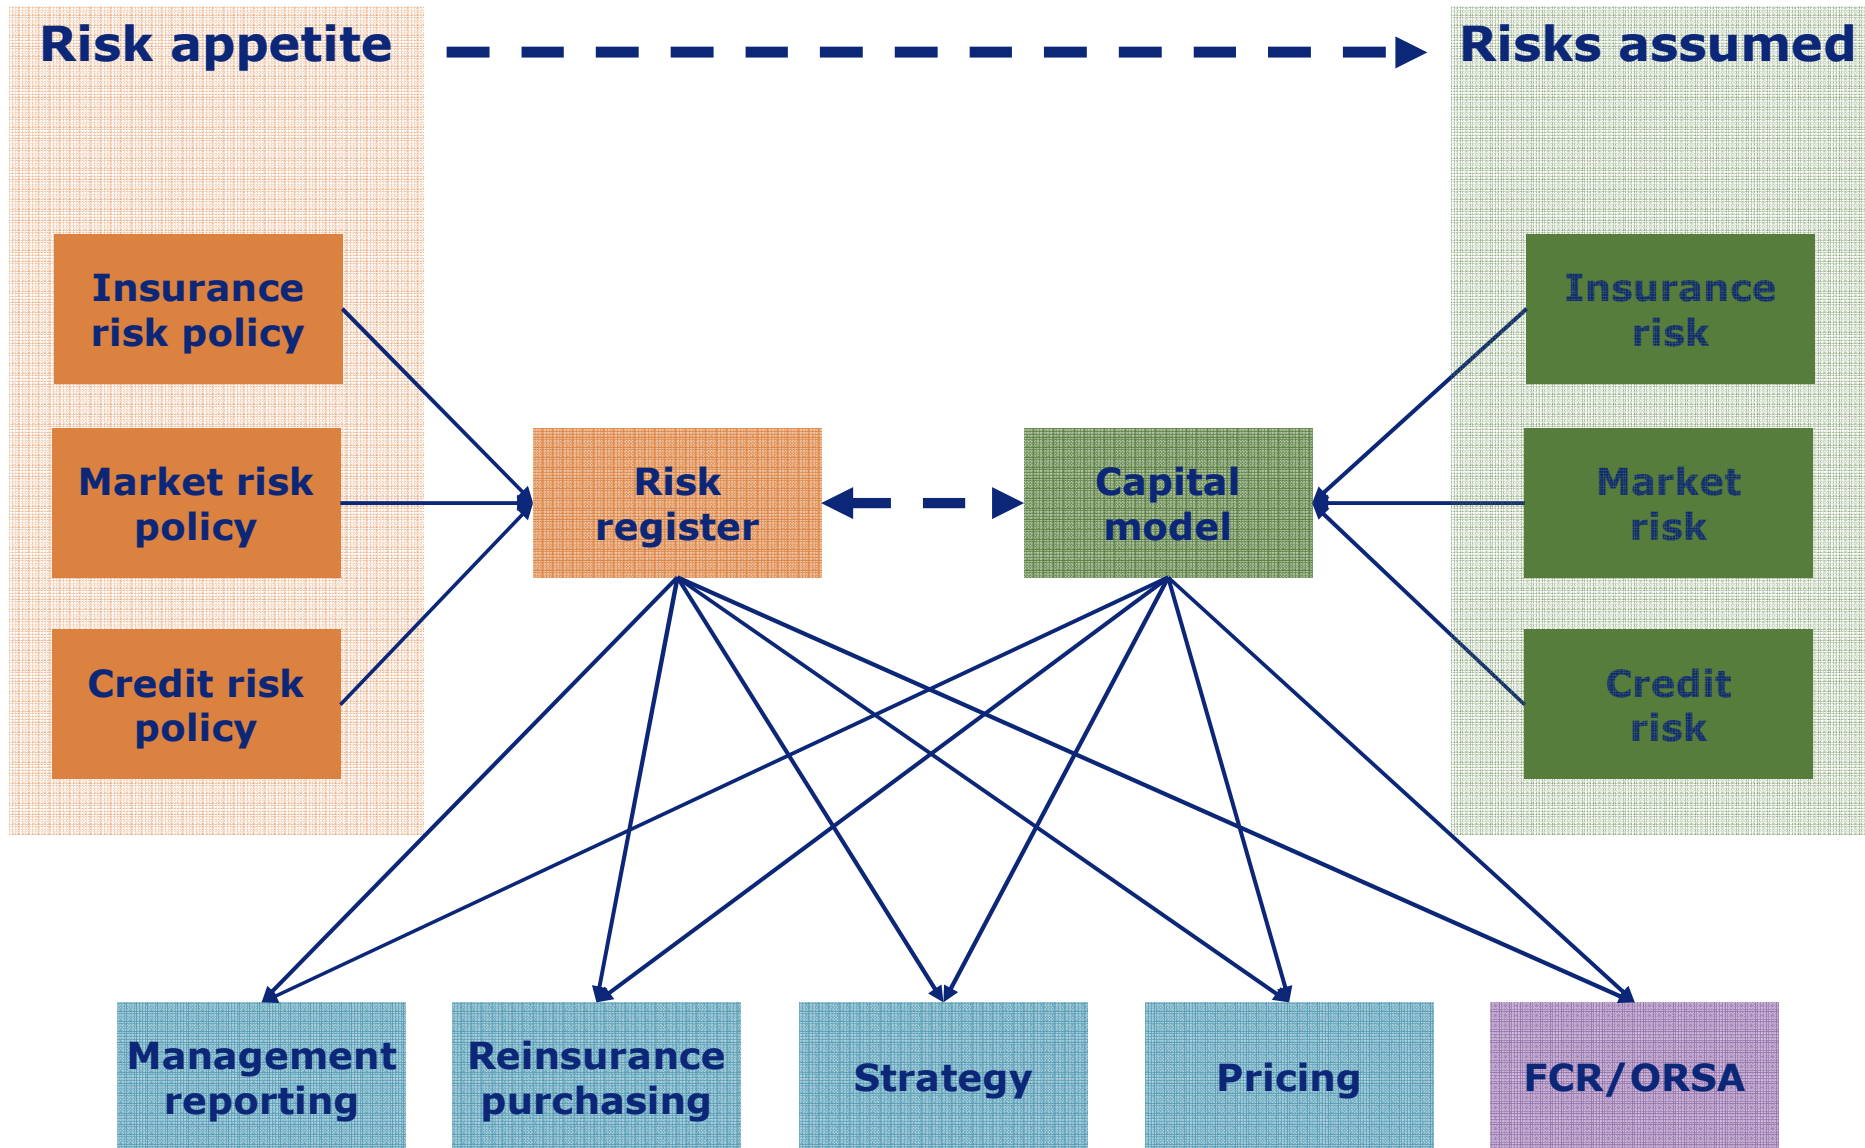 Risk appetite
Risks assumed
Insurance
risk policy
Market risk
policy
Credit risk
policy
Risk
register
Capital
model
Insurance
risk
Market
risk
Credit
risk
Management
reporting
Reinsurance
purchasing
Strategy
Pricing
FCR/ORSA